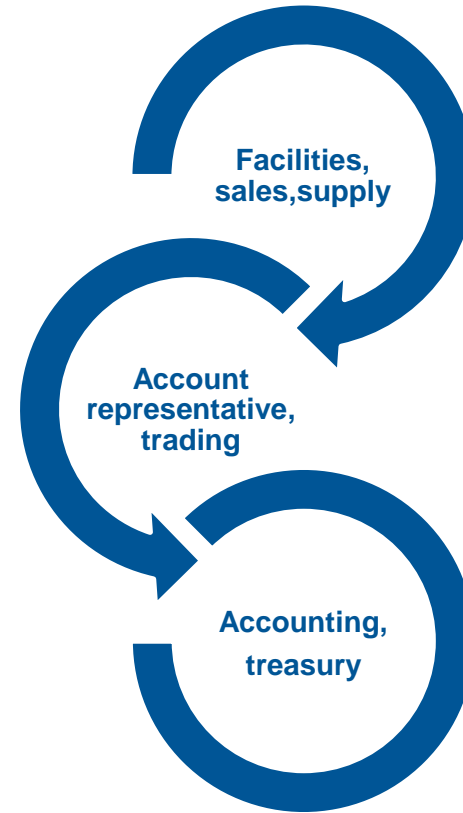 Facilities,
sales,supply
Account
representative,
trading
Accounting,
treasury